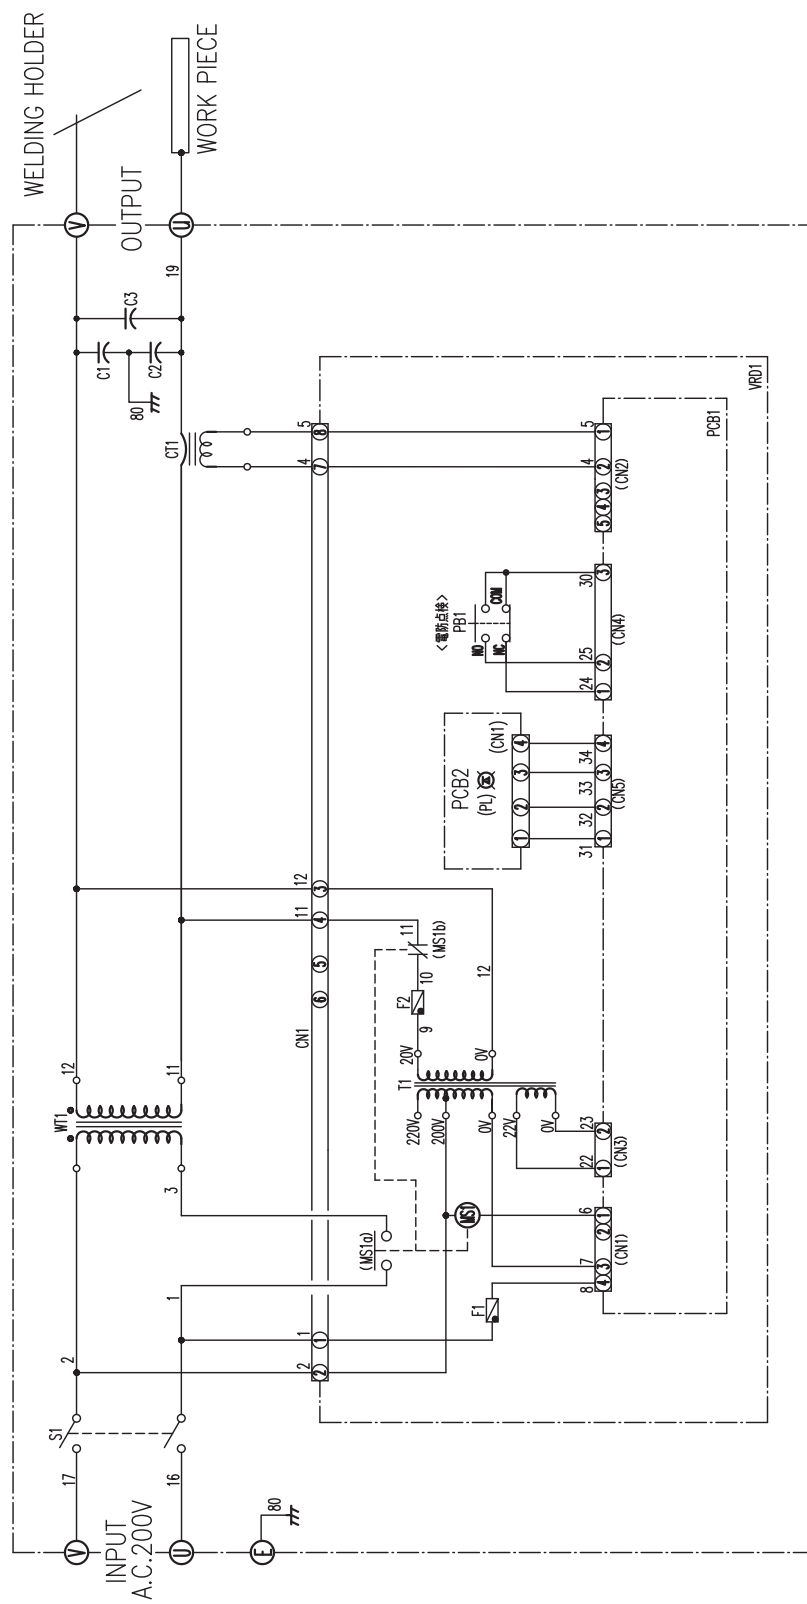 WELDING HOLDER
WORK PIECE
V
OUTPUT
U
19
C3
C1
C2
80
CT1
VRD1
PCB1
5
8
4
7
5
1
4
2
3
4
5
(CN2)
<電防点検>
PB1
COM
NO
NC
30
3
25
2
24
1
(CN4)
PCB2
(PL)
(CN1)
4
3
2
1
34
4
33
3
32
2
31
1
(CN5)
12
3
11
4
5
6
CN1
11
(MS1b)
10
F2
9
12
20V
0V
T1
220V
200V
0V
22V
0V
23
2
22
1
(CN3)
12
11
WT1
3
(MS1a)
MS1
6
1
2
7
3
8
4
(CN1)
F1
1
2
1
1
2
2
S1
17
16
V
INPUT
A.C.200V
U
E
80